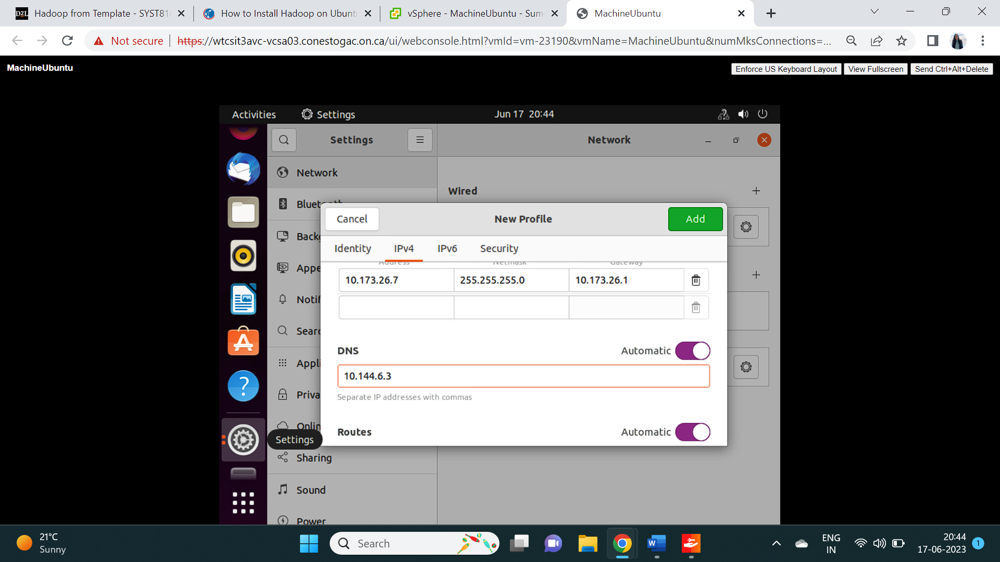 Hadoop from Template - SYST81
How to Install Hadoop on Ubunt
vSphere - MachineUbuntu - Sum
MachineUbuntu
Not secure
https://wtcsit3avc-vcsa03.conestogac.on.ca/ui/webconsole.html?vmId=vm-23190&vmName=MachineUbuntu&numMksConnections=...
MachineUbuntu
Enforce US Keyboard Layout
View Fullscreen
Send Ctrl+Alt+Delete
Activities
Settings
Jun 17 20:44
Settings
Network
Network
Wired
Bluetooth
Cancel
New Profile
Add
Backg
Identity
IPv4
IPv6
Security
Address
Netmask
Gateway
Appe
10.173.26.7
255.255.255.0
10.173.26.1
Notif
Searc
DNS
Automatic
Appli
10.144.6.3
Priva
Separate IP addresses with commas
Onlin
Routes
Automatic
Settings
Sharing
Sound
Power
21°C
Sunny
Search
ENG
IN
20:44
17-06-2023
1